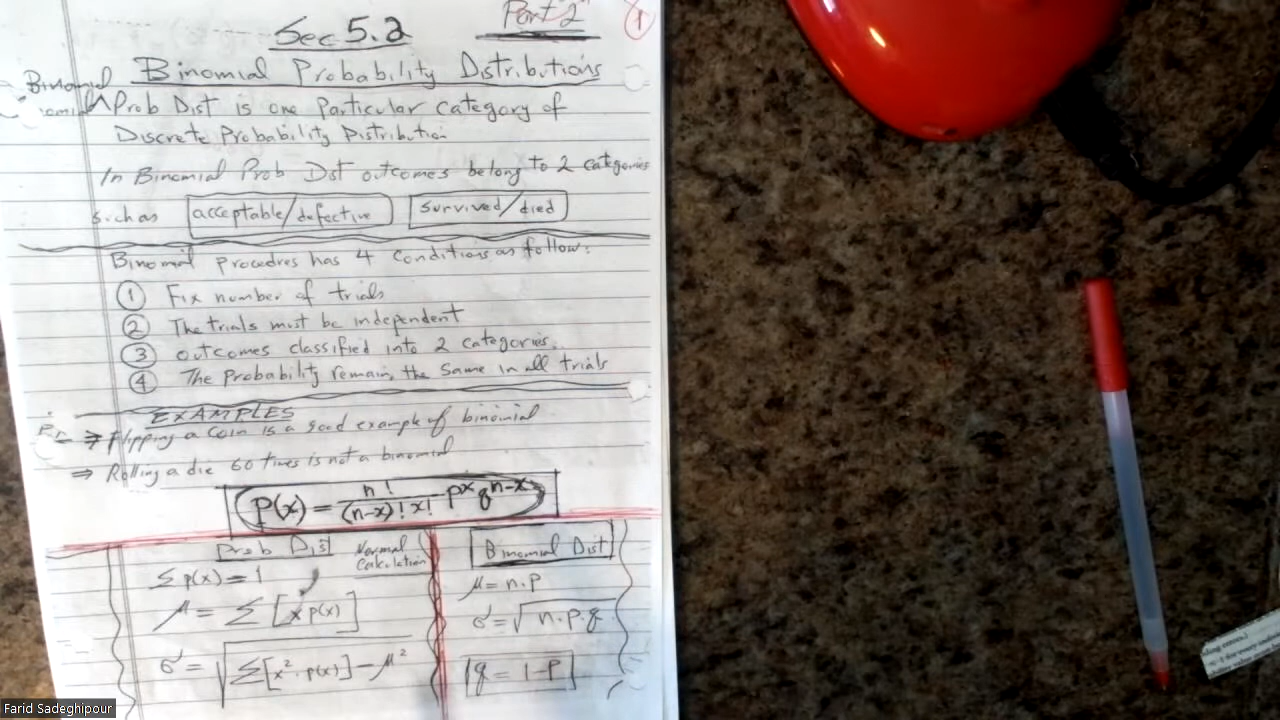 Part 2
1
Sec 5.2
Binomial Probability Distributions
Binomial
Prob Dist is one Particular category of
Discrete Probability Distribution
In Binomial Prob Dist outcomes belong to 2 categories
such as acceptable/defective survived/died
Binomial Procedres has 4 Conditions as follow:
① Fix number of trials
② The trials must be independent
③ outcomes classified into 2 categories.
④ The Probability remains the same in all trials
EXAMPLES
⇒ Flipping a coin is a good example of binomial
⇒ Rolling a die 60 times is not a binomial
P(x) = n!/((n-x)! x!) p^x q^(n-x)
Prob Dist
Normal
Calculation
Σ p(x) = 1
μ = Σ [x p(x)]
σ = √(Σ[x²· p(x)] - μ²)
Binomial Dist
μ = n.p
σ = √(n.p.q)
q = 1-p
Farid Sadeghipour